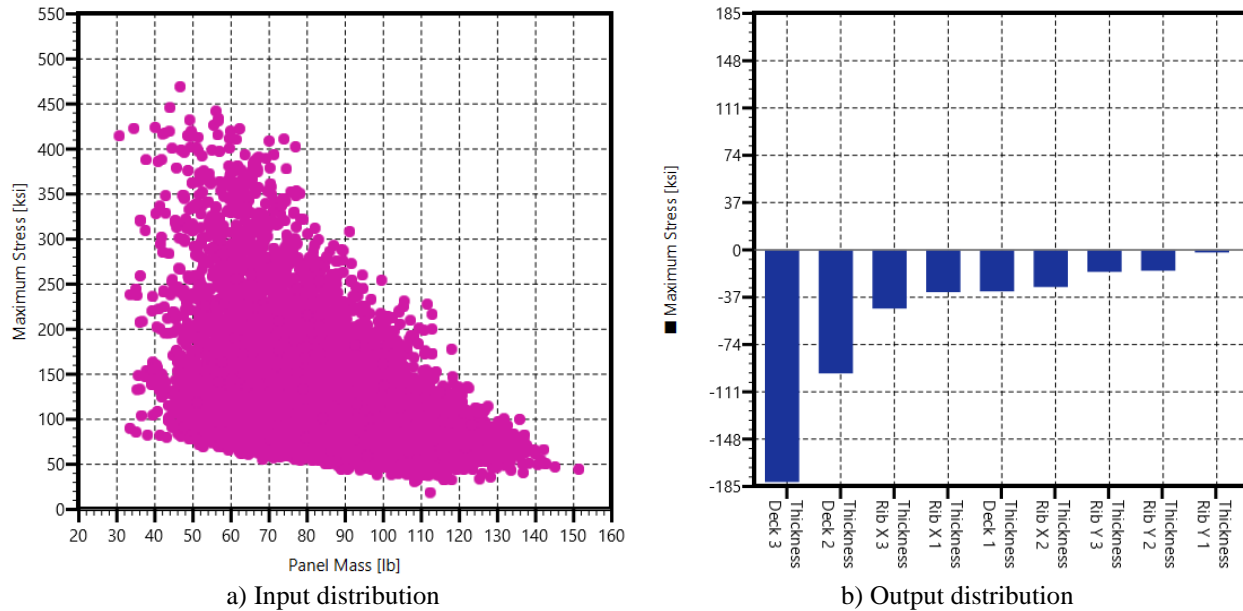 550
500
450
400
350
300
250
200
150
100
50
0
Maximum Stress [ksi]
20 30 40 50 60 70 80 90 100 110 120 130 140 150 160
Panel Mass [lb]
a) Input distribution
185
148
111
74
37
0
-37
-74
-111
-148
-185
■ Maximum Stress [ksi]
Thickness
Deck 3
Thickness
Deck 2
Thickness
Rib X 3
Thickness
Rib X 1
Thickness
Deck 1
Thickness
Rib X 2
Thickness
Rib Y 3
Thickness
Rib Y 2
Thickness
Rib Y 1
b) Output distribution